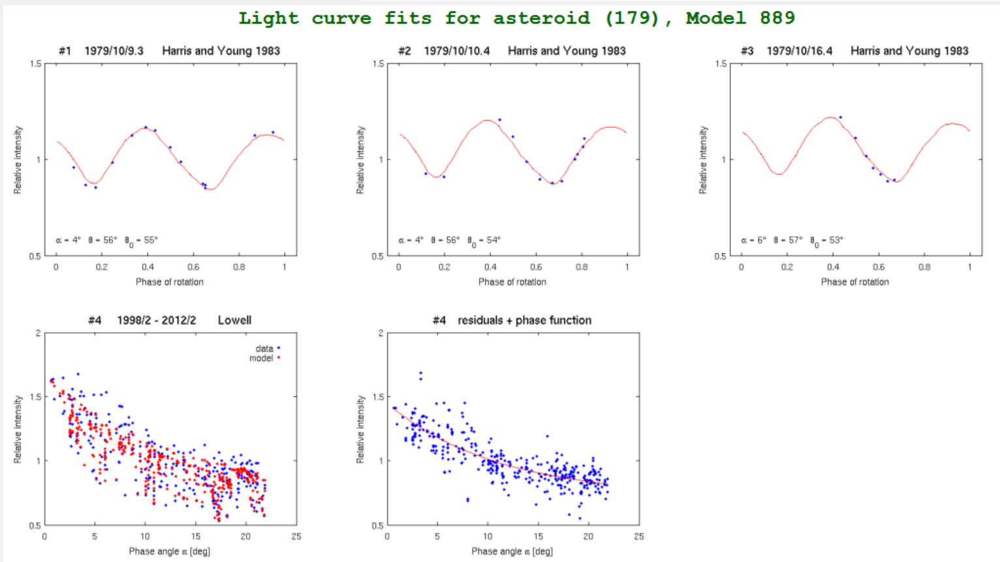 Light curve fits for asteroid (179), Model 889
#1 1979/10/9.3 Harris and Young 1983
1.5
1
0.5
Relative intensity
α = 4° θ = 56° θ0 = 55°
0 0.2 0.4 0.6 0.8 1
Phase of rotation
#2 1979/10/10.4 Harris and Young 1983
1.5
1
0.5
Relative intensity
α = 4° θ = 56° θ0 = 54°
0 0.2 0.4 0.6 0.8 1
Phase of rotation
#3 1979/10/16.4 Harris and Young 1983
1.5
1
0.5
Relative intensity
α = 6° θ = 57° θ0 = 53°
0 0.2 0.4 0.6 0.8 1
Phase of rotation
#4 1998/2 - 2012/2 Lowell
2
1.5
1
0.5
Relative intensity
data
model
0 5 10 15 20 25
Phase angle α [deg]
#4 residuals + phase function
2
1.5
1
0.5
Relative intensity
0 5 10 15 20 25
Phase angle α [deg]